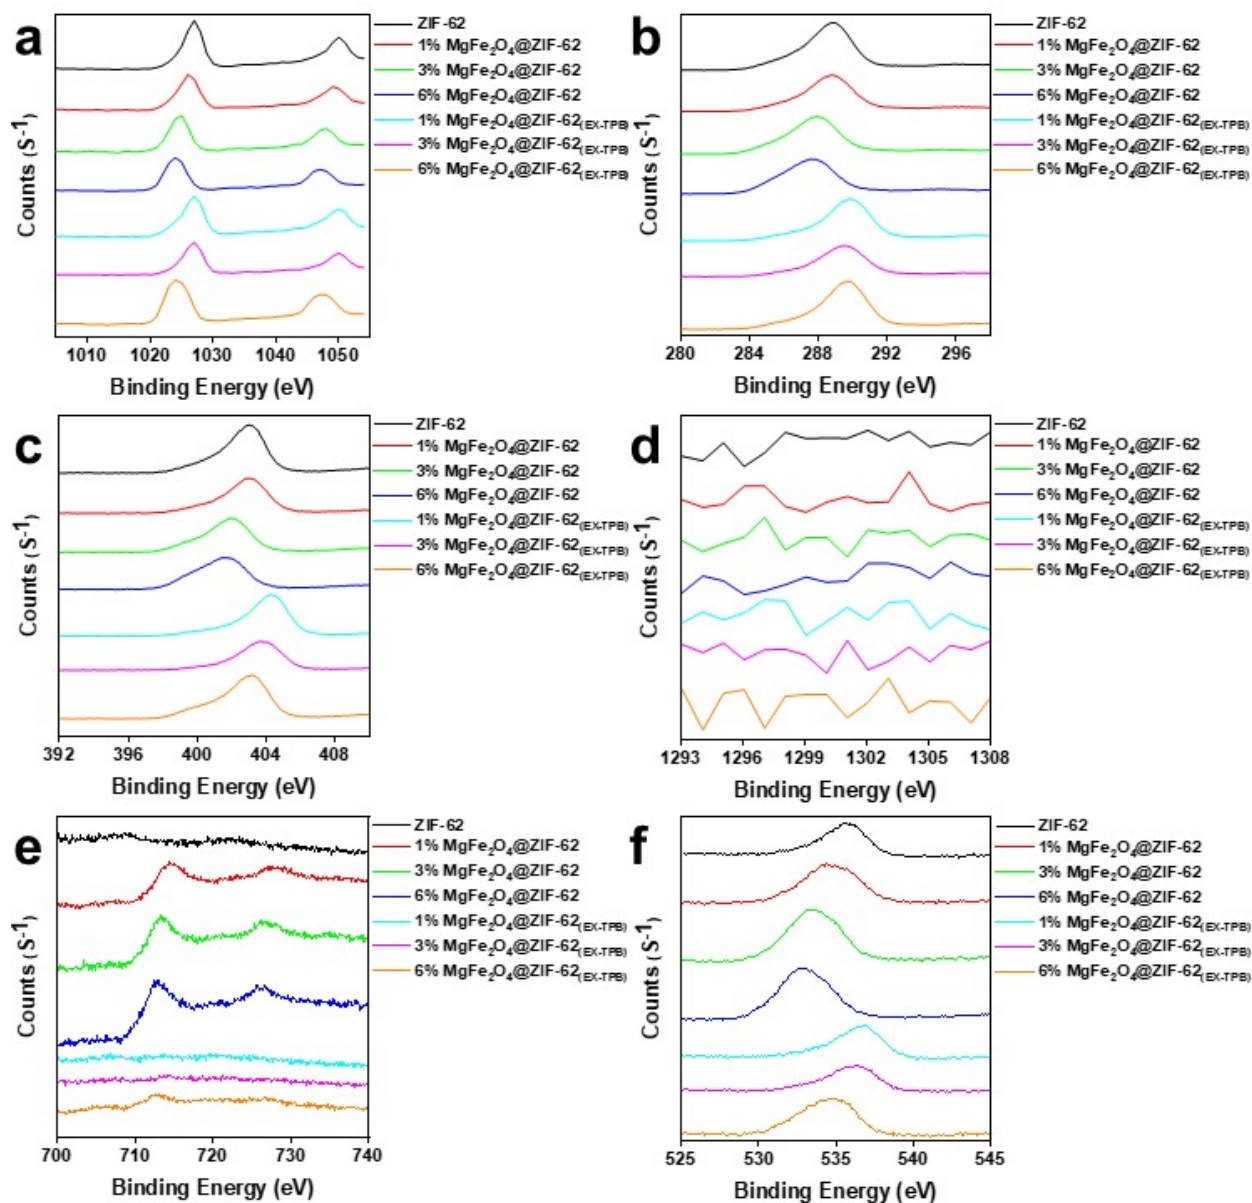 a
Counts (S⁻¹)
1010 1020 1030 1040 1050
Binding Energy (eV)
ZIF-62
1% MgFe₂O₄@ZIF-62
3% MgFe₂O₄@ZIF-62
6% MgFe₂O₄@ZIF-62
1% MgFe₂O₄@ZIF-62(EX-TPB)
3% MgFe₂O₄@ZIF-62(EX-TPB)
6% MgFe₂O₄@ZIF-62(EX-TPB)
b
Counts (S⁻¹)
280 284 288 292 296
Binding Energy (eV)
ZIF-62
1% MgFe₂O₄@ZIF-62
3% MgFe₂O₄@ZIF-62
6% MgFe₂O₄@ZIF-62
1% MgFe₂O₄@ZIF-62(EX-TPB)
3% MgFe₂O₄@ZIF-62(EX-TPB)
6% MgFe₂O₄@ZIF-62(EX-TPB)
c
Counts (S⁻¹)
392 396 400 404 408
Binding Energy (eV)
ZIF-62
1% MgFe₂O₄@ZIF-62
3% MgFe₂O₄@ZIF-62
6% MgFe₂O₄@ZIF-62
1% MgFe₂O₄@ZIF-62(EX-TPB)
3% MgFe₂O₄@ZIF-62(EX-TPB)
6% MgFe₂O₄@ZIF-62(EX-TPB)
d
Counts (S⁻¹)
1293 1296 1299 1302 1305 1308
Binding Energy (eV)
ZIF-62
1% MgFe₂O₄@ZIF-62
3% MgFe₂O₄@ZIF-62
6% MgFe₂O₄@ZIF-62
1% MgFe₂O₄@ZIF-62(EX-TPB)
3% MgFe₂O₄@ZIF-62(EX-TPB)
6% MgFe₂O₄@ZIF-62(EX-TPB)
e
Counts (S⁻¹)
700 710 720 730 740
Binding Energy (eV)
ZIF-62
1% MgFe₂O₄@ZIF-62
3% MgFe₂O₄@ZIF-62
6% MgFe₂O₄@ZIF-62
1% MgFe₂O₄@ZIF-62(EX-TPB)
3% MgFe₂O₄@ZIF-62(EX-TPB)
6% MgFe₂O₄@ZIF-62(EX-TPB)
f
Counts (S⁻¹)
525 530 535 540 545
Binding Energy (eV)
ZIF-62
1% MgFe₂O₄@ZIF-62
3% MgFe₂O₄@ZIF-62
6% MgFe₂O₄@ZIF-62
1% MgFe₂O₄@ZIF-62(EX-TPB)
3% MgFe₂O₄@ZIF-62(EX-TPB)
6% MgFe₂O₄@ZIF-62(EX-TPB)